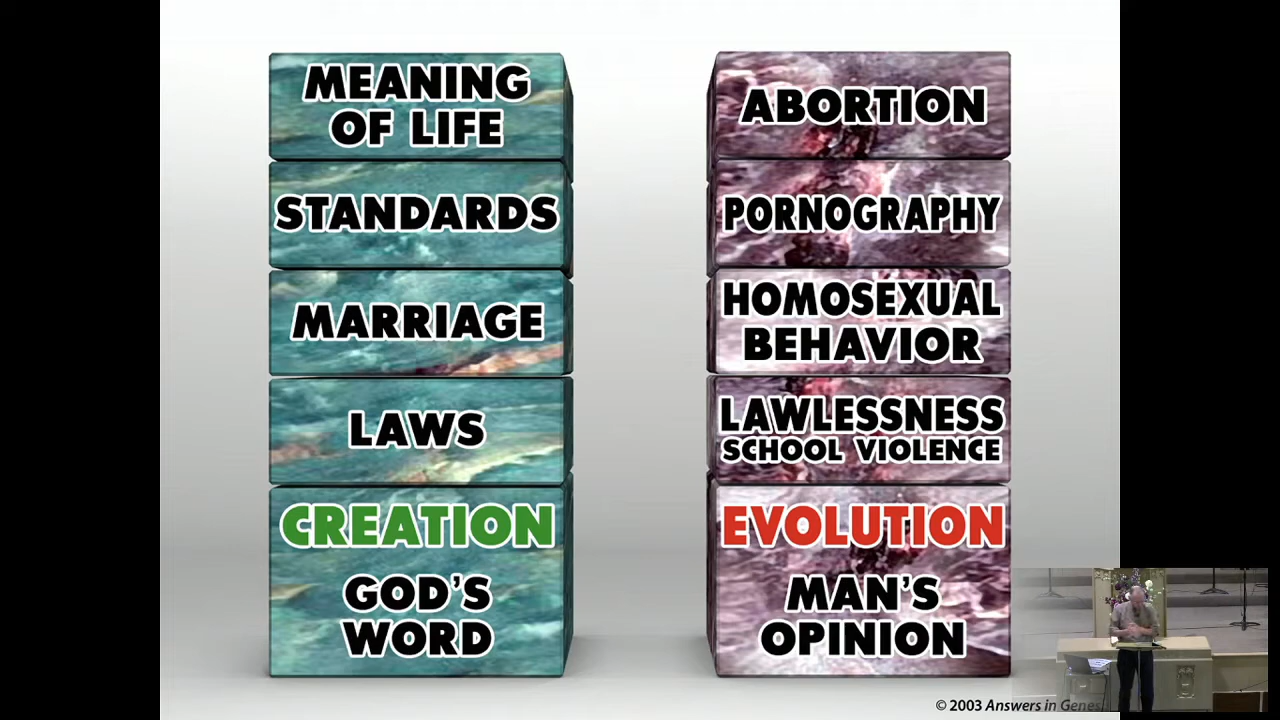 MEANING
OF LIFE
STANDARDS
MARRIAGE
LAWS
CREATION
GOD'S
WORD
ABORTION
PORNOGRAPHY
HOMOSEXUAL
BEHAVIOR
LAWLESSNESS
SCHOOL VIOLENCE
EVOLUTION
MAN'S
OPINION
© 2003 Answers in Genes